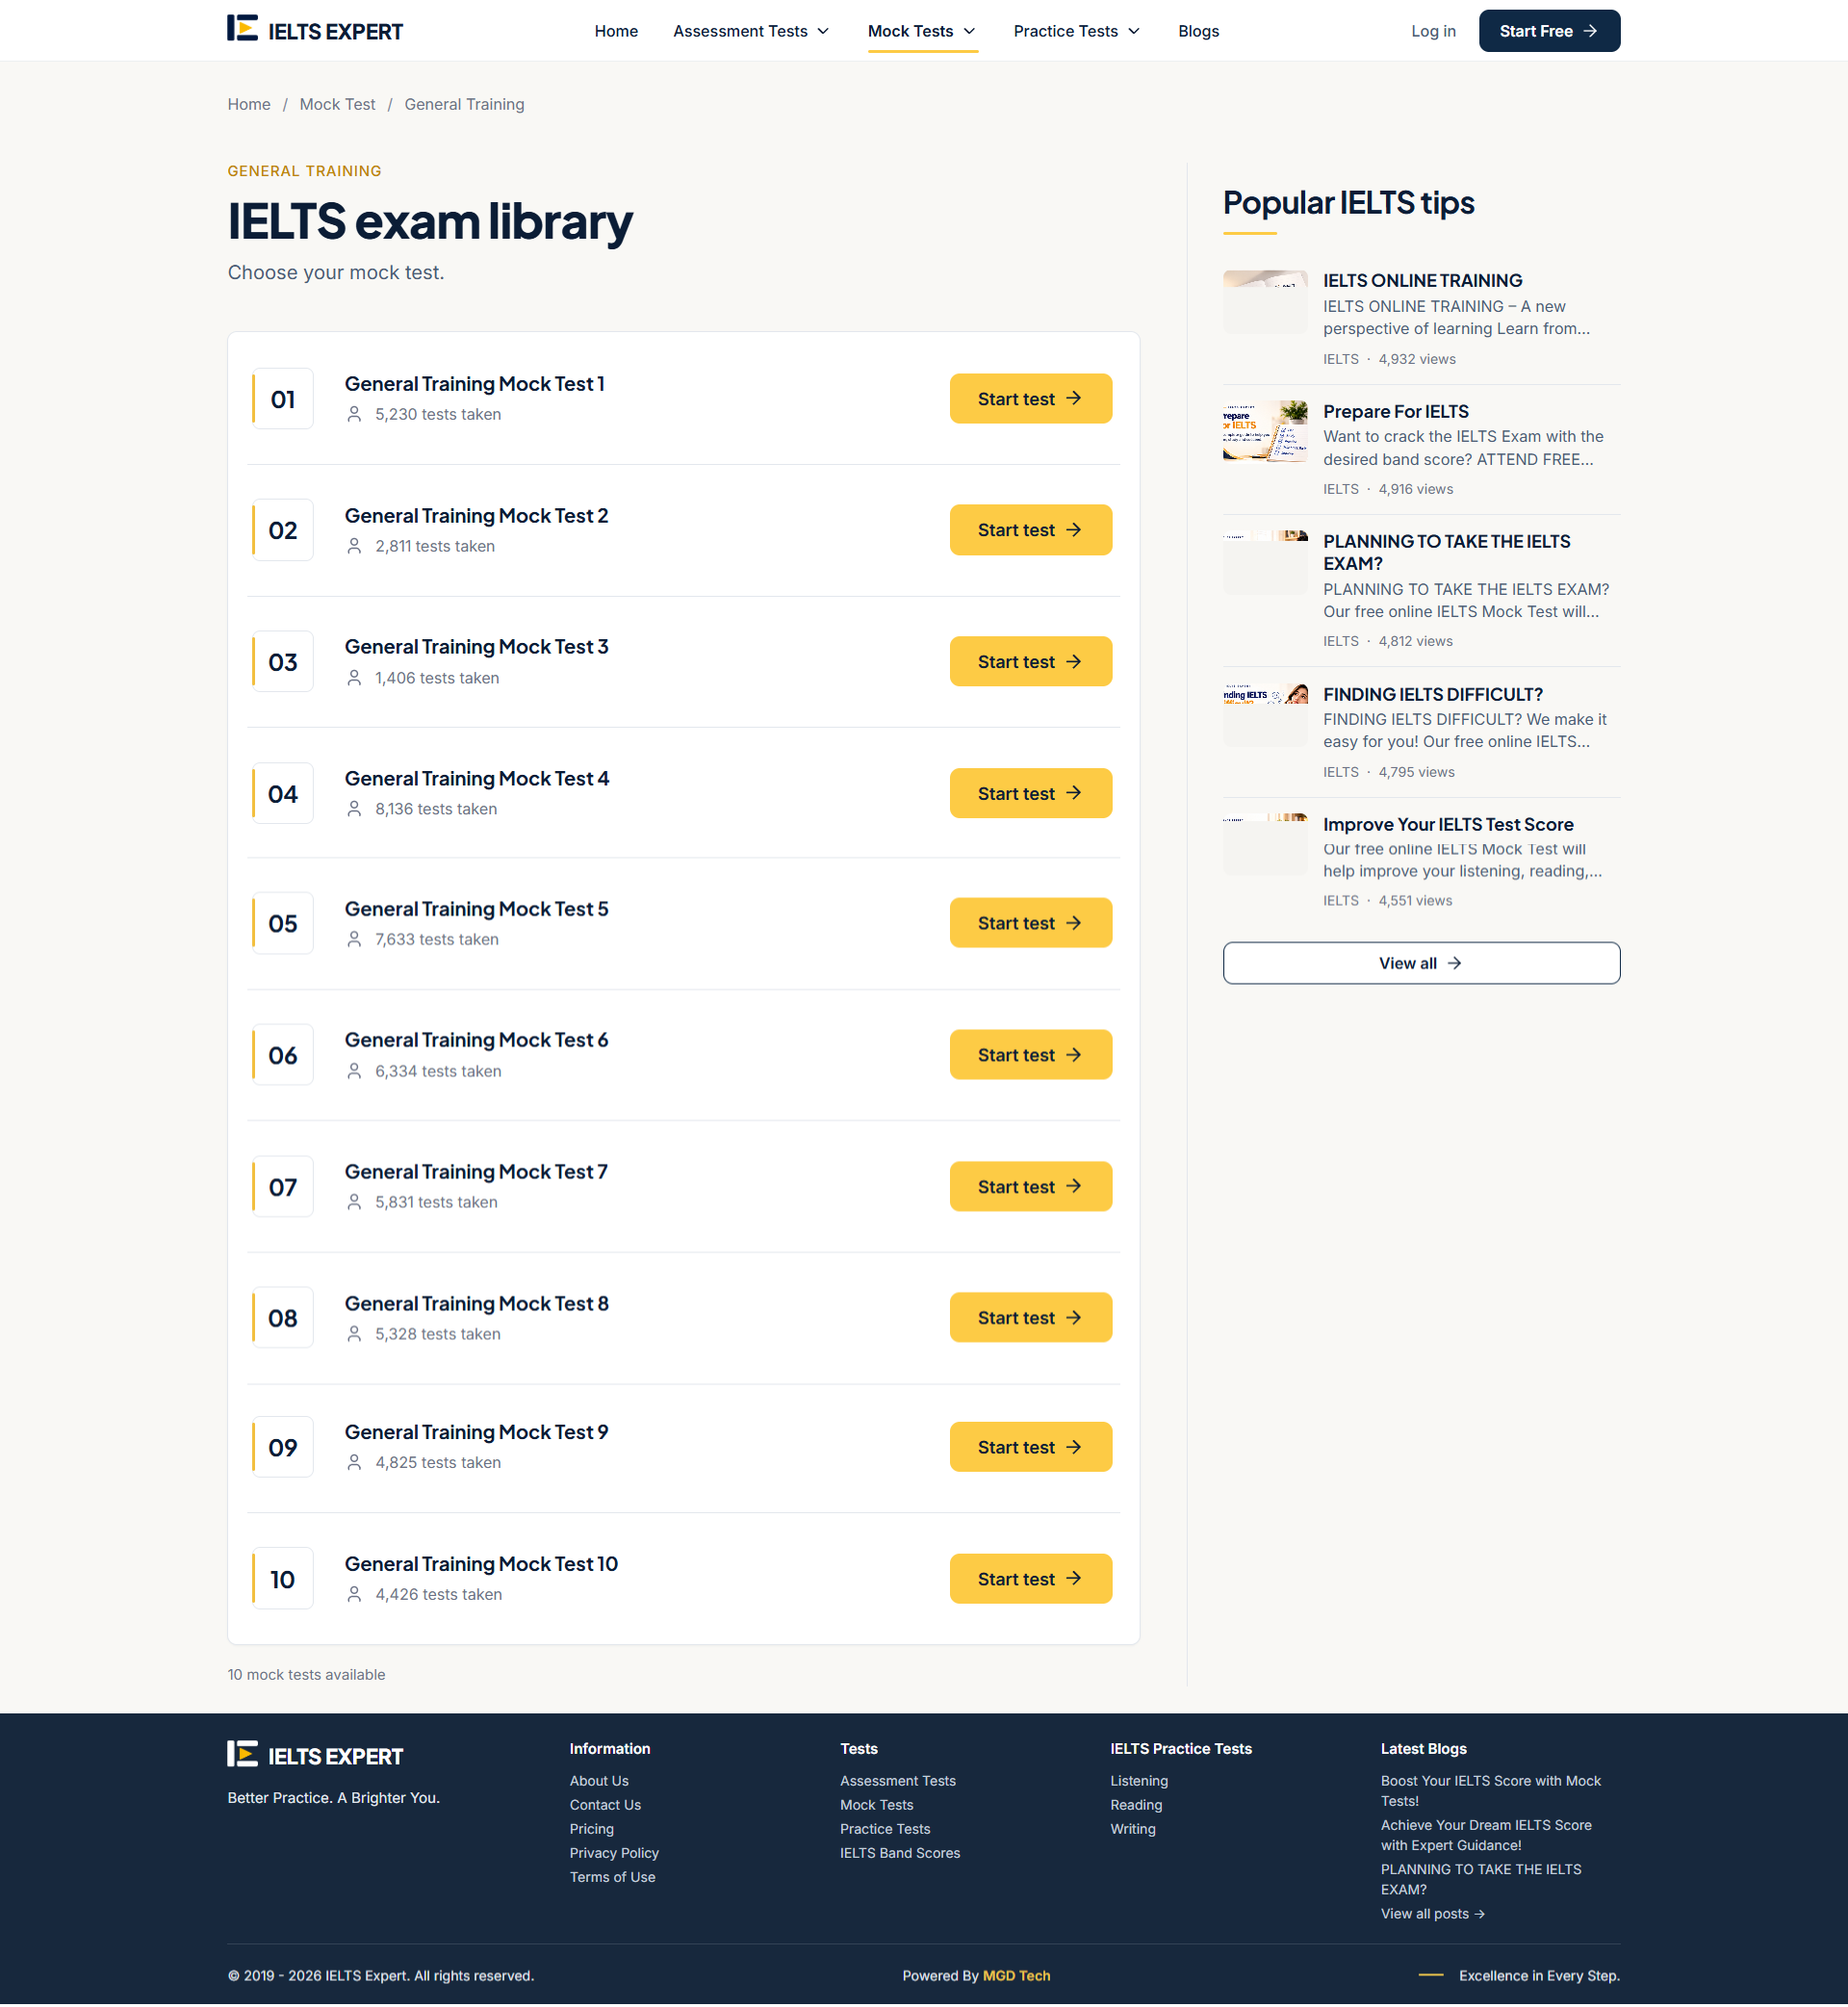 IELTS EXPERT
Home
Assessment Tests
Mock Tests
Practice Tests
Blogs
Log in
Start Free →
Home / Mock Test / General Training
GENERAL TRAINING
IELTS exam library
Choose your mock test.
01
General Training Mock Test 1
5,230 tests taken
Start test →
02
General Training Mock Test 2
2,811 tests taken
Start test →
03
General Training Mock Test 3
1,406 tests taken
Start test →
04
General Training Mock Test 4
8,136 tests taken
Start test →
05
General Training Mock Test 5
7,633 tests taken
Start test →
06
General Training Mock Test 6
6,334 tests taken
Start test →
07
General Training Mock Test 7
5,831 tests taken
Start test →
08
General Training Mock Test 8
5,328 tests taken
Start test →
09
General Training Mock Test 9
4,825 tests taken
Start test →
10
General Training Mock Test 10
4,426 tests taken
Start test →
10 mock tests available
Popular IELTS tips
IELTS ONLINE TRAINING
IELTS ONLINE TRAINING – A new
perspective of learning Learn from...
IELTS · 4,932 views
Prepare For IELTS
Want to crack the IELTS Exam with the
desired band score? ATTEND FREE...
IELTS · 4,916 views
PLANNING TO TAKE THE IELTS
EXAM?
PLANNING TO TAKE THE IELTS EXAM?
Our free online IELTS Mock Test will...
IELTS · 4,812 views
FINDING IELTS DIFFICULT?
FINDING IELTS DIFFICULT? We make it
easy for you! Our free online IELTS...
IELTS · 4,795 views
Improve Your IELTS Test Score
Our free online IELTS Mock Test will
help improve your listening, reading,...
IELTS · 4,551 views
View all →
IELTS EXPERT
Better Practice. A Brighter You.
Information
About Us
Contact Us
Pricing
Privacy Policy
Terms of Use
Tests
Assessment Tests
Mock Tests
Practice Tests
IELTS Band Scores
IELTS Practice Tests
Listening
Reading
Writing
Latest Blogs
Boost Your IELTS Score with Mock
Tests!
Achieve Your Dream IELTS Score
with Expert Guidance!
PLANNING TO TAKE THE IELTS
EXAM?
View all posts →
© 2019 - 2026 IELTS Expert. All rights reserved.
Powered By MGD Tech
Excellence in Every Step.